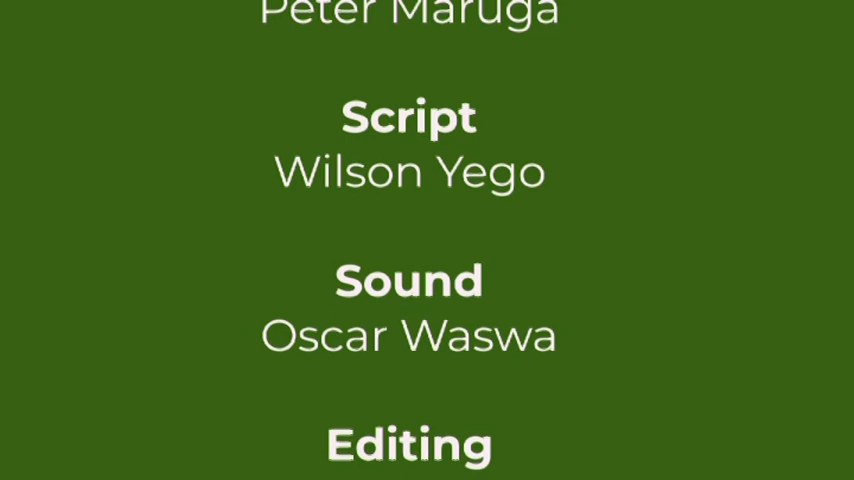 Peter Maruga
Script
Wilson Yego
Sound
Oscar Waswa
Editing